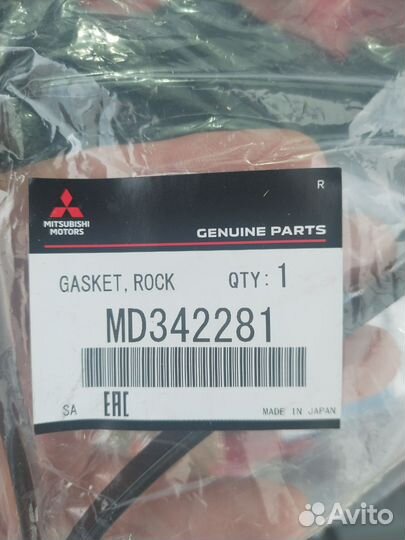 R
MITSUBISHI
MOTORS
GENUINE PARTS
GASKET, ROCK QTY: 1
MD342281
SA EAC MADE IN JAPAN
Avito